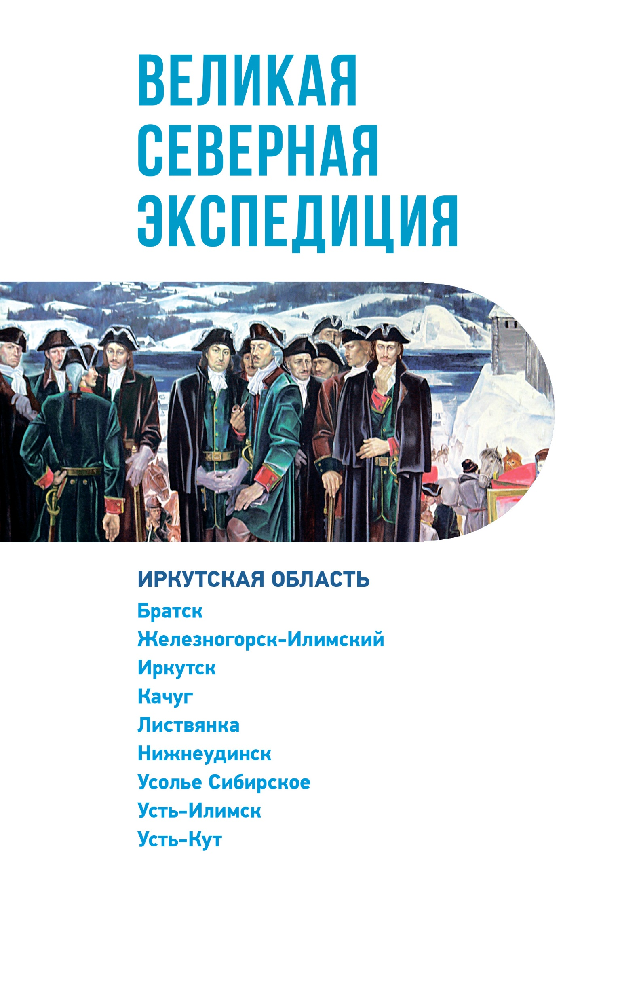 ВЕЛИКАЯ
СЕВЕРНАЯ
ЭКСПЕДИЦИЯ
ИРКУТСКАЯ ОБЛАСТЬ
Братск
Железногорск-Илимский
Иркутск
Качуг
Листвянка
Нижнеудинск
Усолье Сибирское
Усть-Илимск
Усть-Кут